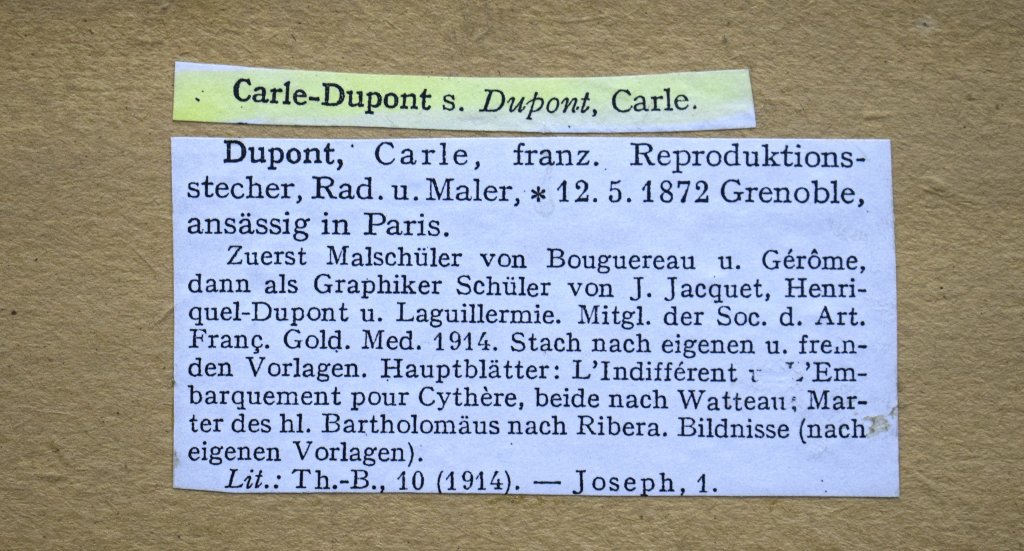 Carle-Dupont s. Dupont, Carle.
Dupont, Carle, franz. Reproduktions-
stecher, Rad. u. Maler, * 12. 5. 1872 Grenoble,
ansässig in Paris.
Zuerst Malschüler von Bouguereau u. Gérôme,
dann als Graphiker Schüler von J. Jacquet, Henri-
quel-Dupont u. Laguillermie. Mitgl. der Soc. d. Art.
Franç. Gold. Med. 1914. Stach nach eigenen u. frem-
den Vorlagen. Hauptblätter: L'Indifférent L'Em-
barquement pour Cythère, beide nach Watteau; Mar-
ter des hl. Bartholomäus nach Ribera. Bildnisse (nach
eigenen Vorlagen).
Lit.: Th.-B., 10 (1914). — Joseph, 1.